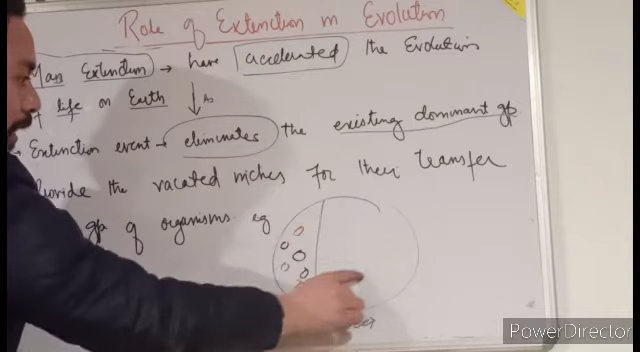 Role of Extinction in Evolution
Mass Extinction → have accelerated the Evolution
of life on Earth
As
Extinction event → eliminates the existing dominant gp.
Provide the vacated niches for their transfer
gp of organisms. eg
PowerDirector